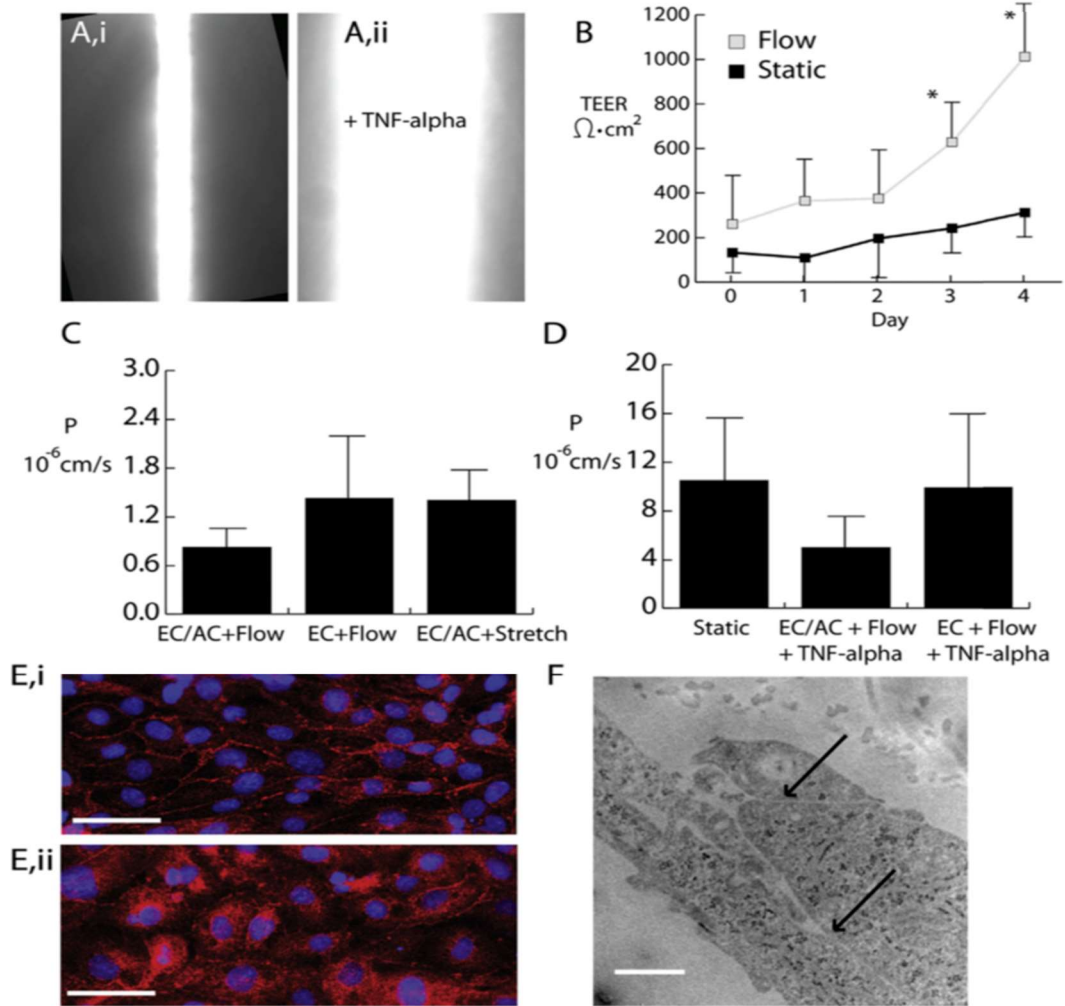 A,i
A,ii
+ TNF-alpha
B
TEER
Ω·cm²
1200
1000
800
600
400
200
0
Flow
Static
*
*
0 1 2 3 4
Day
C
P
10⁻⁶cm/s
3.0
2.4
1.8
1.2
0.6
0.0
EC/AC+Flow EC+Flow EC/AC+Stretch
D
P
10⁻⁶cm/s
20
16
12
8
4
0
Static EC/AC + Flow EC + Flow
+ TNF-alpha + TNF-alpha
E,i
E,ii
F